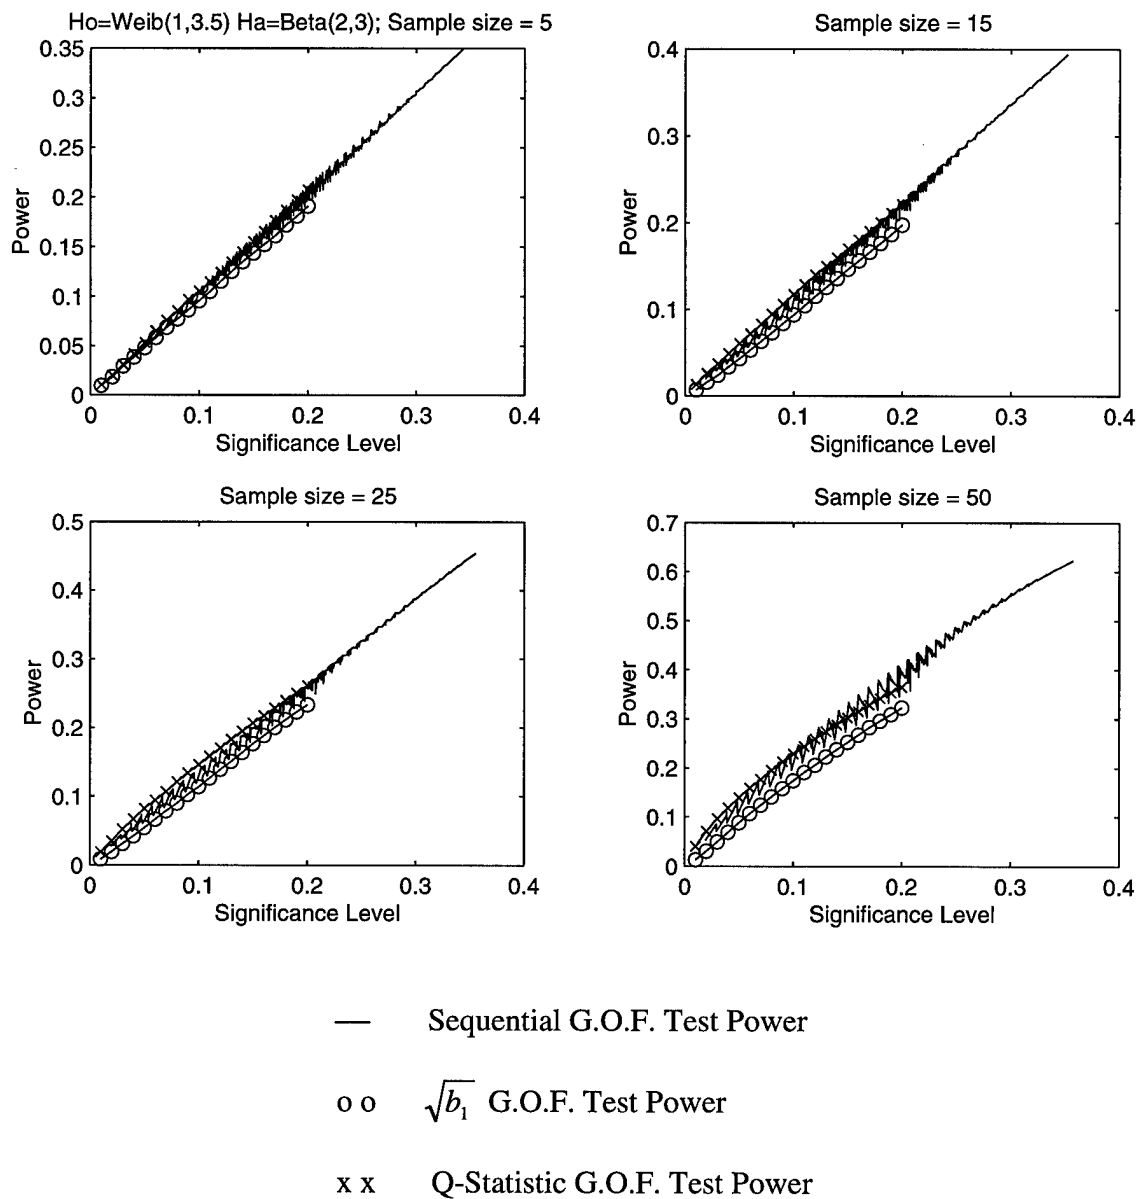 Ho=Weib(1,3.5) Ha=Beta(2,3); Sample size = 5
0.35
0.3
0.25
0.2
0.15
0.1
0.05
0
Power
0 0.1 0.2 0.3 0.4
Significance Level
Sample size = 15
0.4
0.3
0.2
0.1
0
Power
0 0.1 0.2 0.3 0.4
Significance Level
Sample size = 25
0.5
0.4
0.3
0.2
0.1
0
Power
0 0.1 0.2 0.3 0.4
Significance Level
Sample size = 50
0.7
0.6
0.5
0.4
0.3
0.2
0.1
0
Power
0 0.1 0.2 0.3 0.4
Significance Level
— Sequential G.O.F. Test Power
o o √b₁ G.O.F. Test Power
x x Q-Statistic G.O.F. Test Power